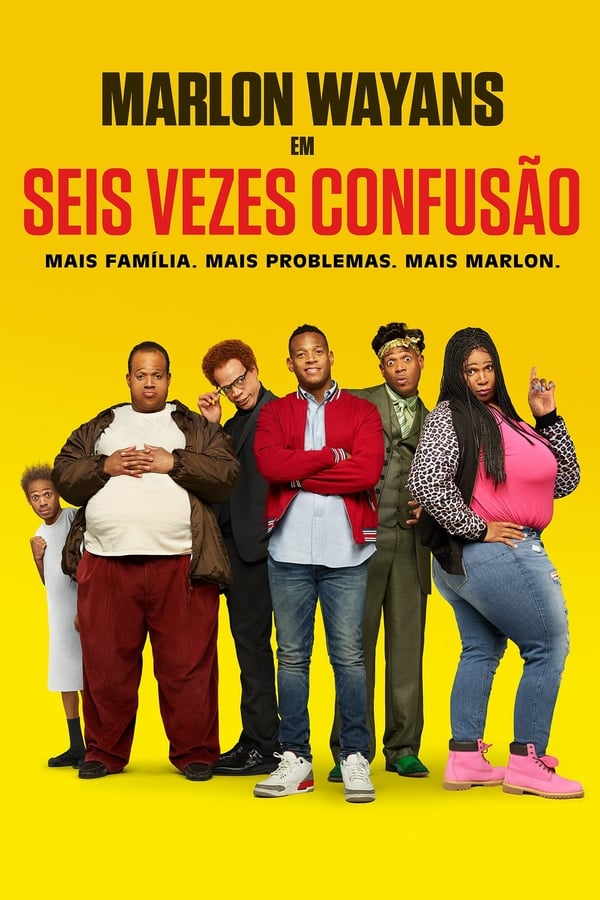 MARLON WAYANS
EM
SEIS VEZES CONFUSÃO
MAIS FAMÍLIA. MAIS PROBLEMAS. MAIS MARLON.